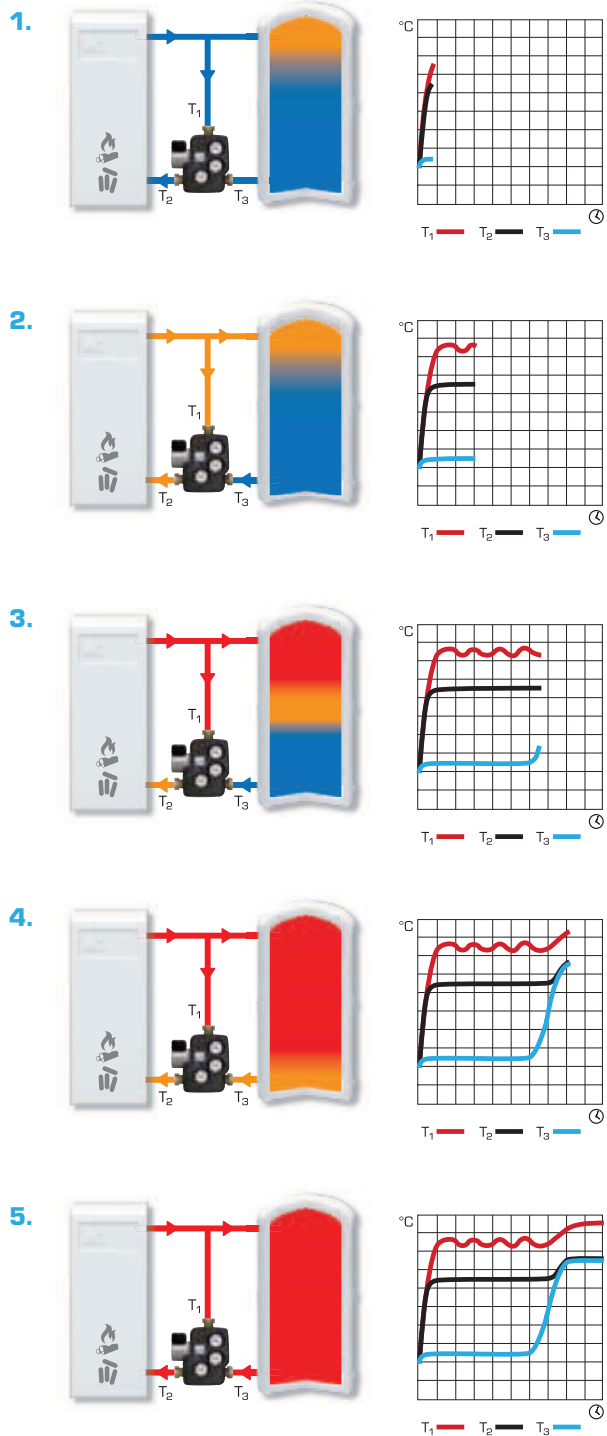 1.
T₁
T₂
T₃
°C
T₁ T₂ T₃
2.
T₁
T₂
T₃
°C
T₁ T₂ T₃
3.
T₁
T₂
T₃
°C
T₁ T₂ T₃
4.
T₁
T₂
T₃
°C
T₁ T₂ T₃
5.
T₁
T₂
T₃
°C
T₁ T₂ T₃